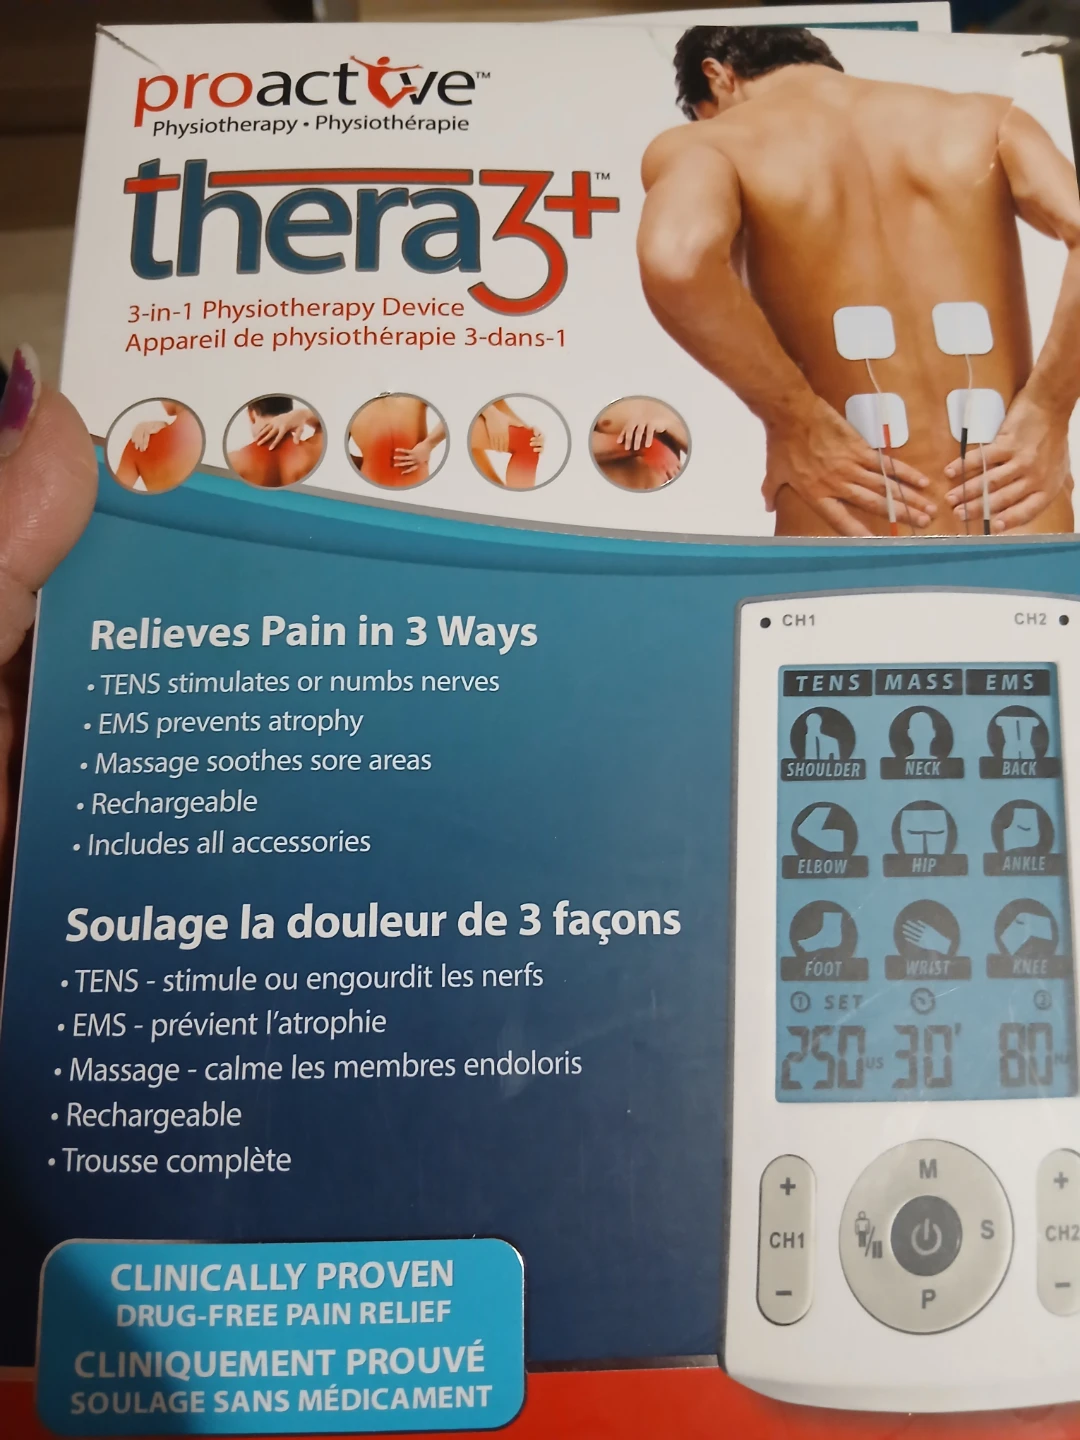 proactive™
Physiotherapy • Physiothérapie
thera3+™
3-in-1 Physiotherapy Device
Appareil de physiothérapie 3-dans-1
Relieves Pain in 3 Ways
• TENS stimulates or numbs nerves
• EMS prevents atrophy
• Massage soothes sore areas
• Rechargeable
• Includes all accessories
Soulage la douleur de 3 façons
• TENS - stimule ou engourdit les nerfs
• EMS - prévient l'atrophie
• Massage - calme les membres endoloris
• Rechargeable
• Trousse complète
CLINICALLY PROVEN
DRUG-FREE PAIN RELIEF
CLINIQUEMENT PROUVÉ
SOULAGE SANS MÉDICAMENT
CH1 CH2
TENS MASS EMS
SHOULDER NECK BACK
ELBOW HIP ANKLE
FOOT WRIST KNEE
1 SET 2
250 US 30' 80
+ M +
CH1 S CH2
- P -